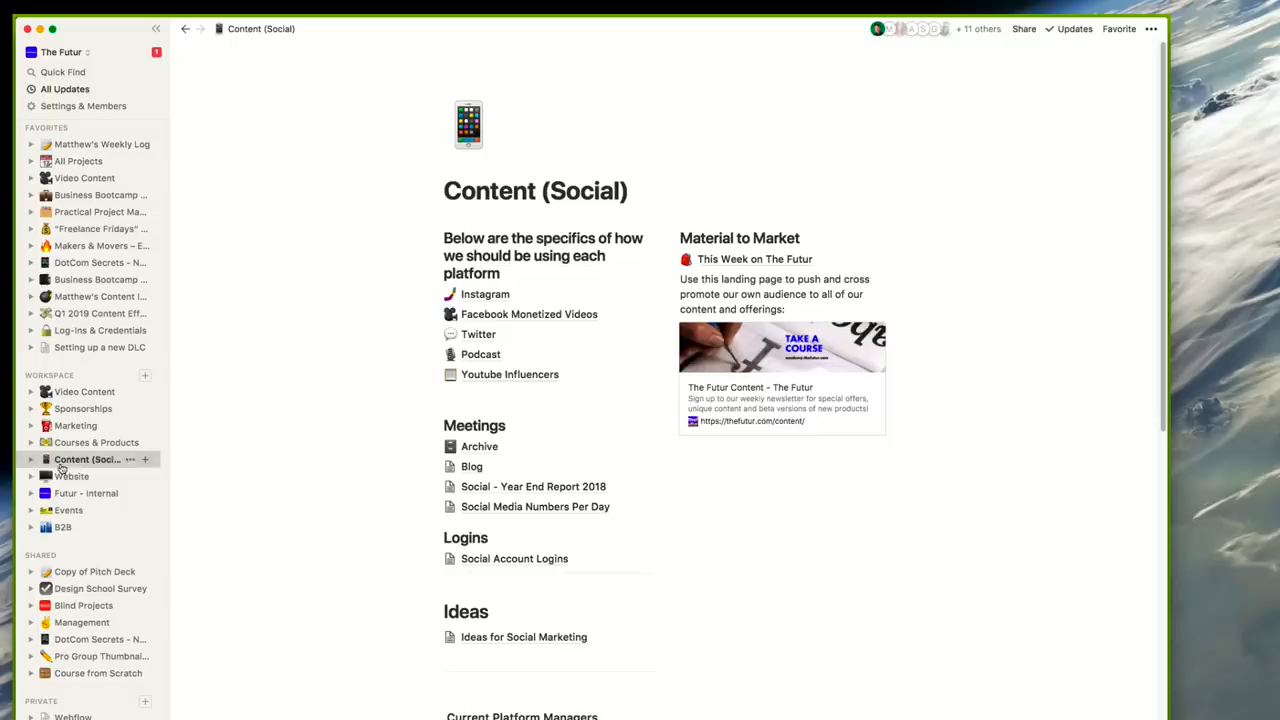 Content (Social)
+ 11 others
Share
Updates
Favorite
The Futur
1
Quick Find
All Updates
Settings & Members
FAVORITES
Matthew's Weekly Log
All Projects
Video Content
Business Bootcamp ...
Practical Project Ma...
"Freelance Fridays" ...
Makers & Movers – E...
DotCom Secrets - N...
Business Bootcamp ...
Matthew's Content I...
Q1 2019 Content Eff...
Log-Ins & Credentials
Setting up a new DLC
WORKSPACE
Video Content
Sponsorships
Marketing
Courses & Products
Content (Soci...
Website
Futur - Internal
Events
B2B
SHARED
Copy of Pitch Deck
Design School Survey
Blind Projects
Management
DotCom Secrets - N...
Pro Group Thumbnai...
Course from Scratch
PRIVATE
Webflow
Content (Social)
Below are the specifics of how
we should be using each
platform
Instagram
Facebook Monetized Videos
Twitter
Podcast
Youtube Influencers
Meetings
Archive
Blog
Social - Year End Report 2018
Social Media Numbers Per Day
Logins
Social Account Logins
Ideas
Ideas for Social Marketing
Current Platform Managers
Material to Market
This Week on The Futur
Use this landing page to push and cross
promote our own audience to all of our
content and offerings:
TAKE A
COURSE
academy.thefutur.com
The Futur Content - The Futur
Sign up to our weekly newsletter for special offers,
unique content and beta versions of new products!
https://thefutur.com/content/